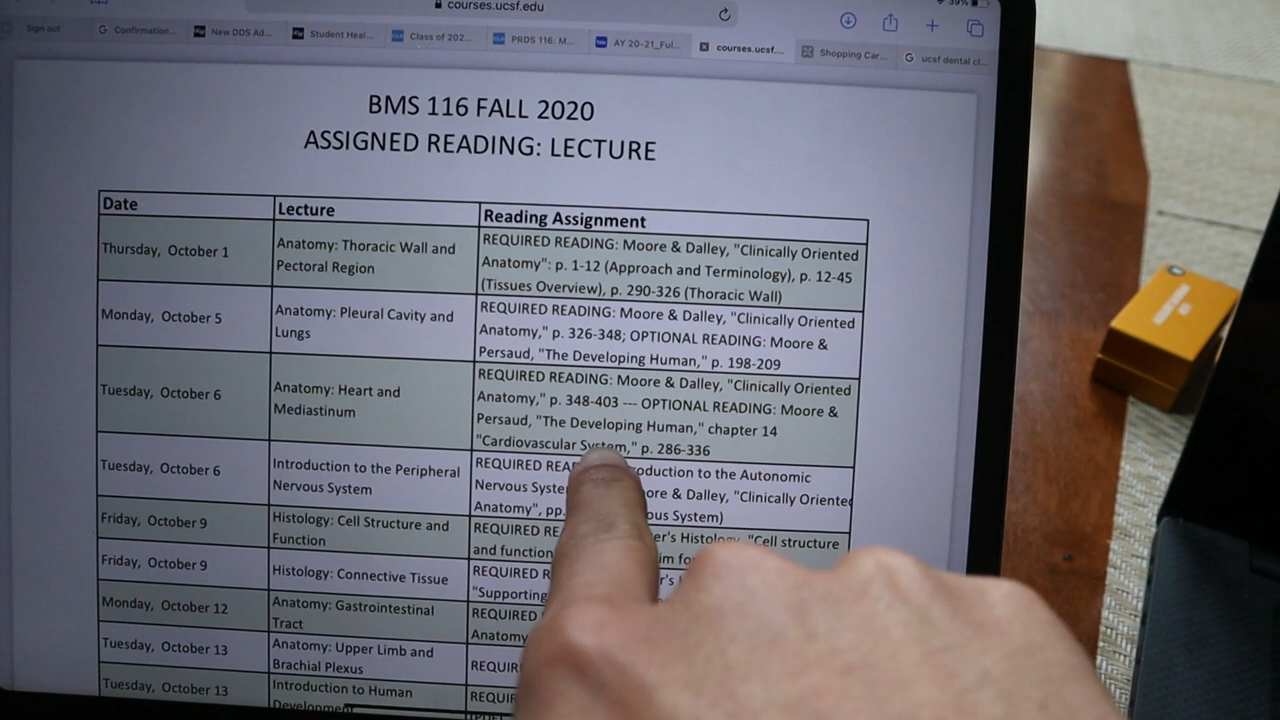 39%
courses.ucsf.edu
Sign out
Confirmation...
New DDS Ad...
Student Heal...
Class of 202...
PRDS 116: M...
AY 20-21_Ful...
courses.ucsf....
Shopping Car...
ucsf dental cl...
BMS 116 FALL 2020
ASSIGNED READING: LECTURE
Date Lecture Reading Assignment
Thursday, October 1
Anatomy: Thoracic Wall and
Pectoral Region
REQUIRED READING: Moore & Dalley, "Clinically Oriented
Anatomy": p. 1-12 (Approach and Terminology), p. 12-45
(Tissues Overview), p. 290-326 (Thoracic Wall)
Monday, October 5
Anatomy: Pleural Cavity and
Lungs
REQUIRED READING: Moore & Dalley, "Clinically Oriented
Anatomy," p. 326-348; OPTIONAL READING: Moore &
Persaud, "The Developing Human," p. 198-209
Tuesday, October 6
Anatomy: Heart and
Mediastinum
REQUIRED READING: Moore & Dalley, "Clinically Oriented
Anatomy," p. 348-403 --- OPTIONAL READING: Moore &
Persaud, "The Developing Human," chapter 14
"Cardiovascular System," p. 286-336
Tuesday, October 6
Introduction to the Peripheral
Nervous System
REQUIRED REA oduction to the Autonomic
Nervous Syste ore & Dalley, "Clinically Oriented
Anatomy", pp. ous System)
Friday, October 9
Histology: Cell Structure and
Function
REQUIRED RE er's Histology, "Cell structure
and function im fo
Friday, October 9
Histology: Connective Tissue
REQUIRED R r's
"Supporting
Monday, October 12
Anatomy: Gastrointestinal
Tract
REQUIRED
Anatomy
Tuesday, October 13
Anatomy: Upper Limb and
Brachial Plexus
REQUIR
Tuesday, October 13
Introduction to Human
Development
REQUIR